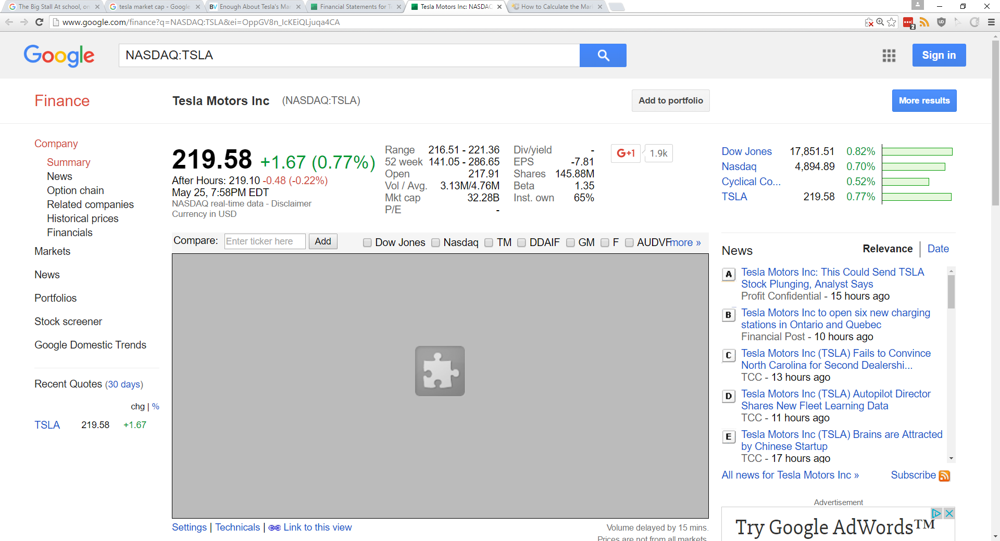 The Big Stall At school, on
tesla market cap - Google
BV Enough About Tesla's Mar
Financial Statements for T
Tesla Motors Inc: NASDAQ
How to Calculate the Mar
www.google.com/finance?q=NASDAQ:TSLA&ei=OppGV8n_IcKEiQLjuqa4CA
2
Google
NASDAQ:TSLA
Sign in
Finance
Tesla Motors Inc (NASDAQ:TSLA)
Add to portfolio
More results
Company
Summary
News
Option chain
Related companies
Historical prices
Financials
Markets
News
Portfolios
Stock screener
Google Domestic Trends
Recent Quotes (30 days)
chg | %
TSLA 219.58 +1.67
219.58 +1.67 (0.77%)
After Hours: 219.10 -0.48 (-0.22%)
May 25, 7:58PM EDT
NASDAQ real-time data - Disclaimer
Currency in USD
Range 216.51 - 221.36
52 week 141.05 - 286.65
Open 217.91
Vol / Avg. 3.13M/4.76M
Mkt cap 32.28B
P/E -
Div/yield -
EPS -7.81
Shares 145.88M
Beta 1.35
Inst. own 65%
G+1 1.9k
Dow Jones 17,851.51 0.82%
Nasdaq 4,894.89 0.70%
Cyclical Co... 0.52%
TSLA 219.58 0.77%
Compare: Enter ticker here Add Dow Jones Nasdaq TM DDAIF GM F AUDVF more »
Settings | Technicals | Link to this view
Volume delayed by 15 mins.
Prices are not from all markets.
News
Relevance | Date
A Tesla Motors Inc: This Could Send TSLA
Stock Plunging, Analyst Says
Profit Confidential - 15 hours ago
B Tesla Motors Inc to open six new charging
stations in Ontario and Quebec
Financial Post - 10 hours ago
C Tesla Motors Inc (TSLA) Fails to Convince
North Carolina for Second Dealershi...
TCC - 13 hours ago
D Tesla Motors Inc (TSLA) Autopilot Director
Shares New Fleet Learning Data
TCC - 11 hours ago
E Tesla Motors Inc (TSLA) Brains are Attracted
by Chinese Startup
TCC - 17 hours ago
All news for Tesla Motors Inc »
Subscribe
Advertisement
Try Google AdWords™